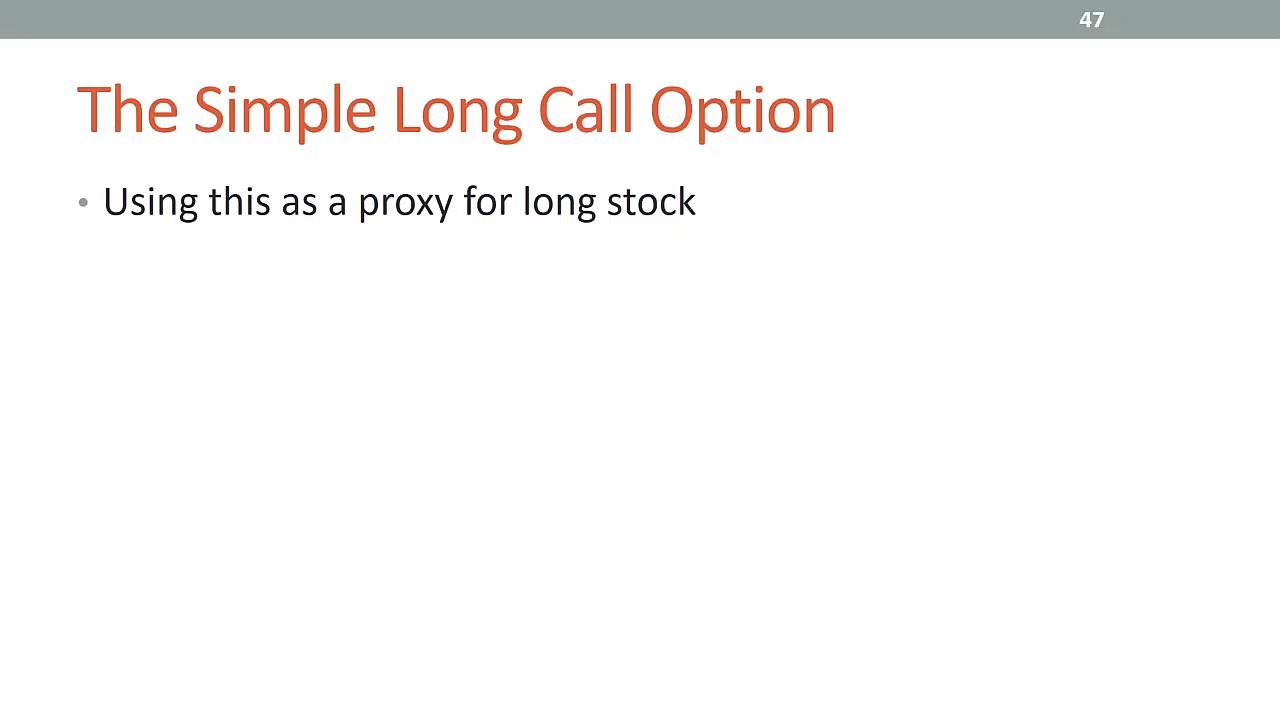 47
The Simple Long Call Option
• Using this as a proxy for long stock